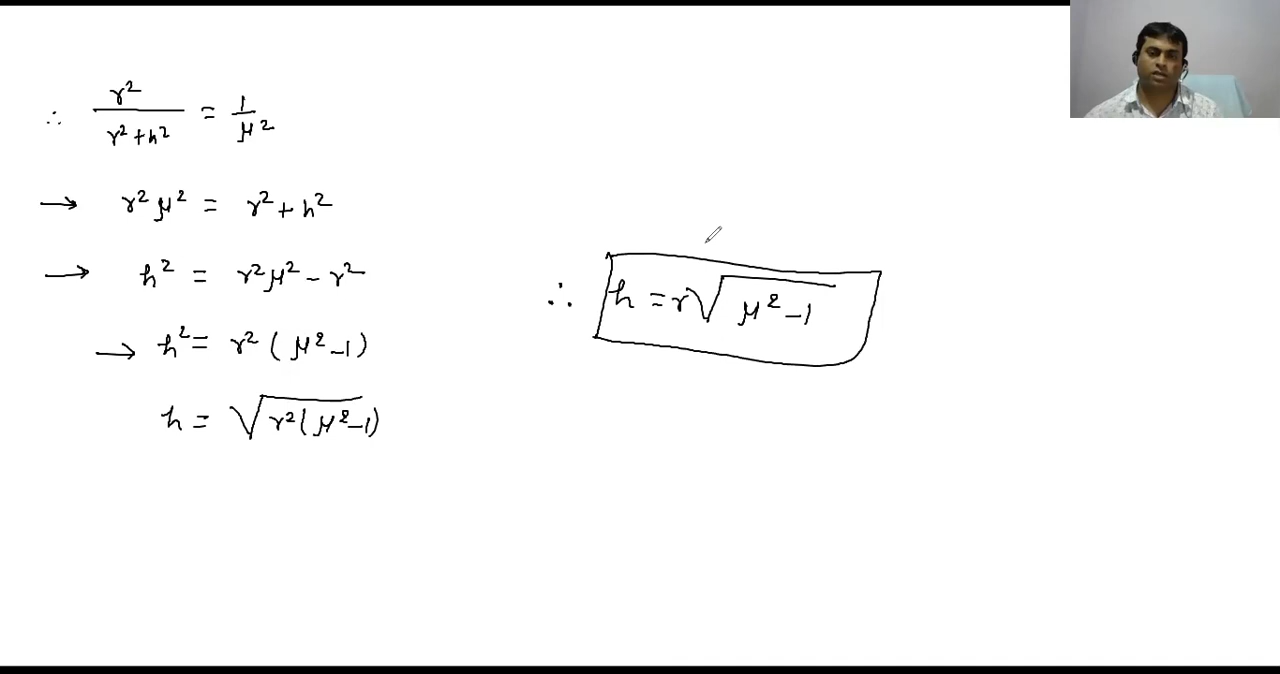 ∴ r²/(r²+h²) = 1/μ²
→ r²μ² = r²+h²
→ h² = r²μ² − r²
→ h² = r² (μ²−1)
h = √(r²(μ²−1))
∴ h = r√(μ²−1)